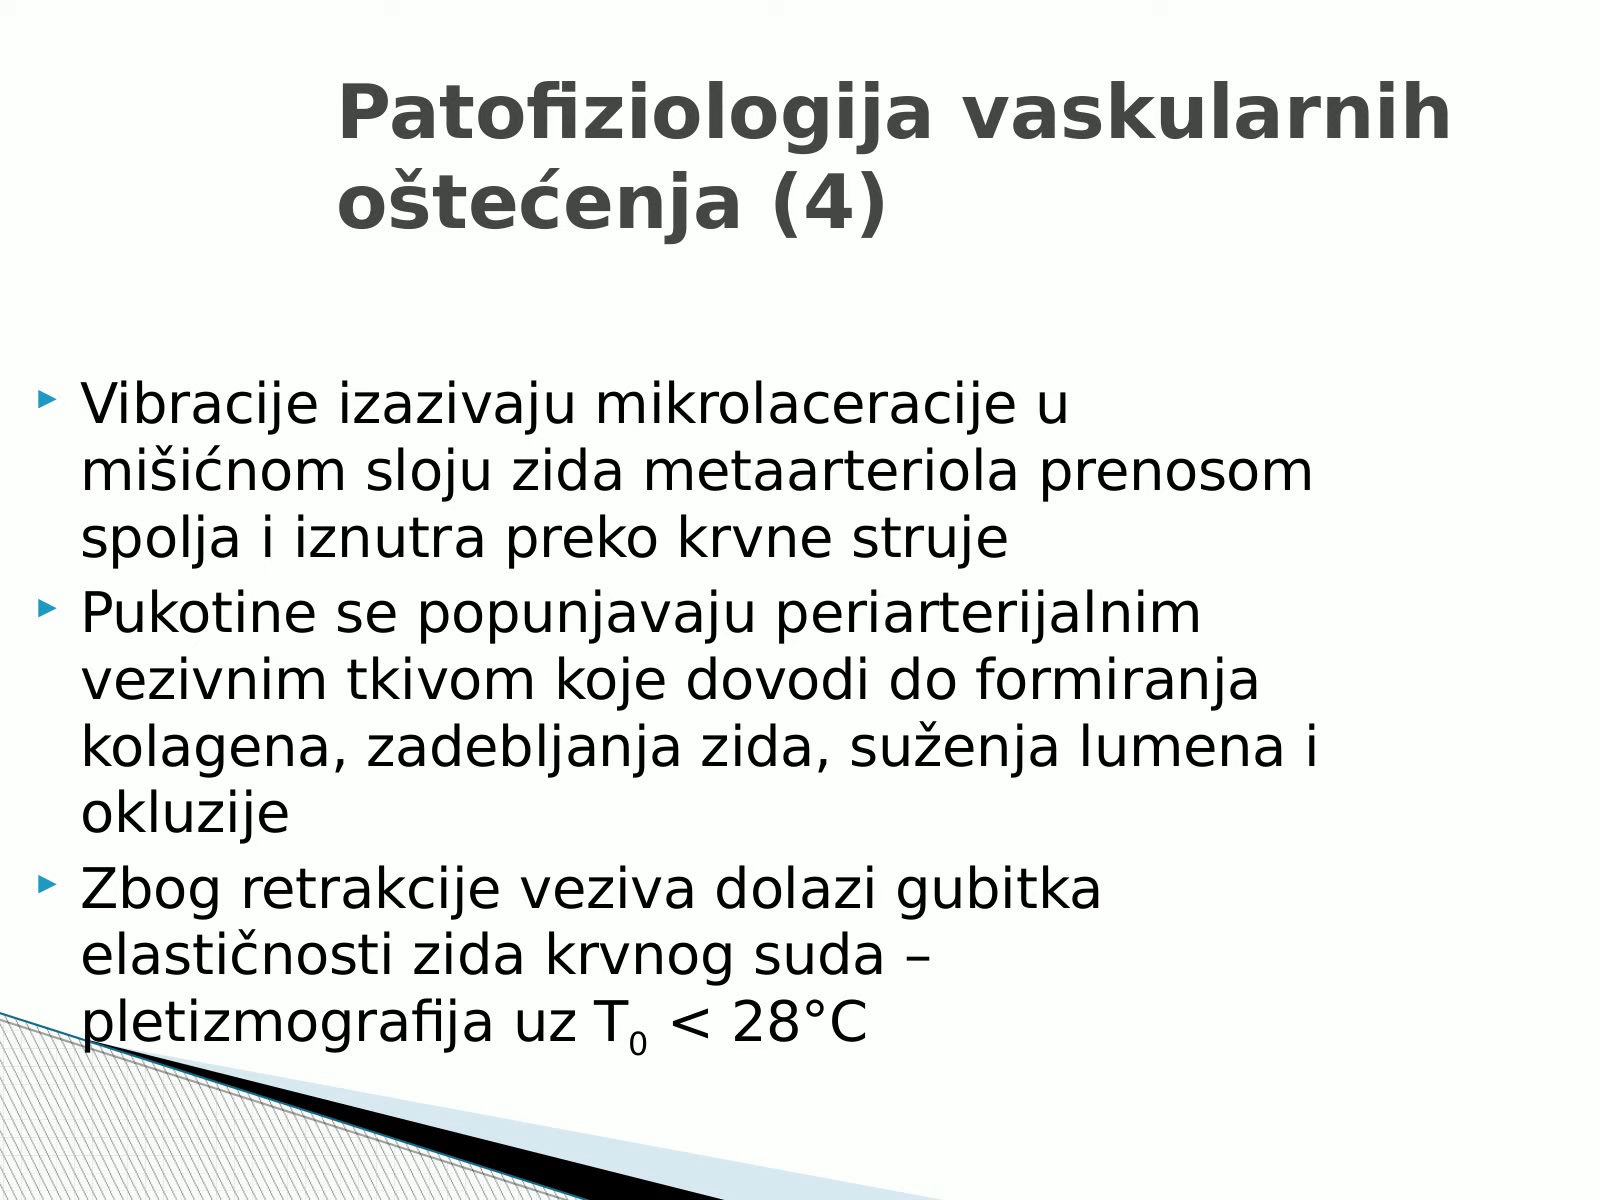 Patofiziologija vaskularnih
oštećenja (4)
Vibracije izazivaju mikrolaceracije u
mišićnom sloju zida metaarteriola prenosom
spolja i iznutra preko krvne struje
Pukotine se popunjavaju periarterijalnim
vezivnim tkivom koje dovodi do formiranja
kolagena, zadebljanja zida, suženja lumena i
okluzije
Zbog retrakcije veziva dolazi gubitka
elastičnosti zida krvnog suda –
pletizmografija uz T₀ < 28°C